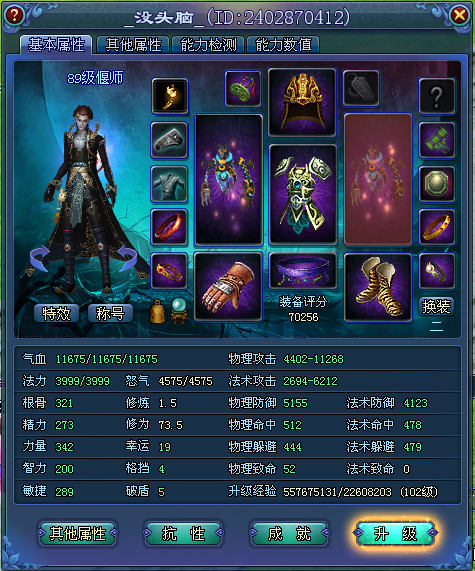 _没头脑_(ID:2402870412)
基本属性 其他属性 能力检测 能力数值
89级偃师
?
特效 称号
装备评分
70256
换装
二
气血 11675/11675/11675 物理攻击 4402-11268
法力 3999/3999 怒气 4575/4575 法术攻击 2694-6212
根骨 321 修炼 1.5 物理防御 5155 法术防御 4123
精力 273 修为 73.5 物理命中 512 法术命中 478
力量 342 幸运 19 物理躲避 444 法术躲避 479
智力 200 格挡 4 物理致命 52 法术致命 0
敏捷 289 破盾 5 升级经验 557675131/22608203 (102级)
其他属性 抗性 成就 升级